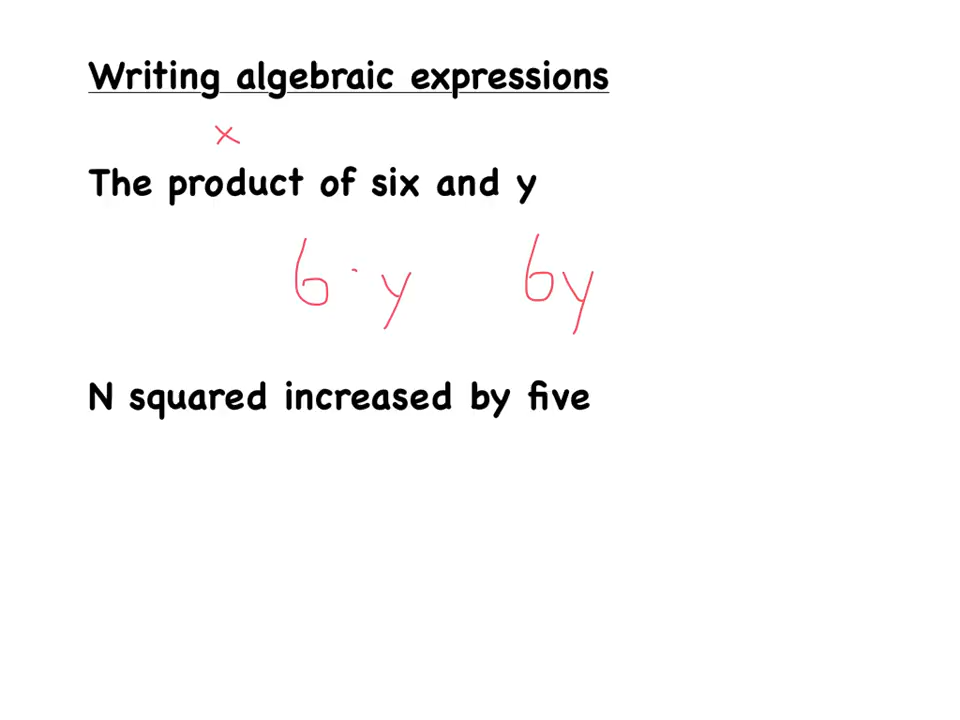 Writing algebraic expressions
×
The product of six and y
6 · y 6y
N squared increased by five